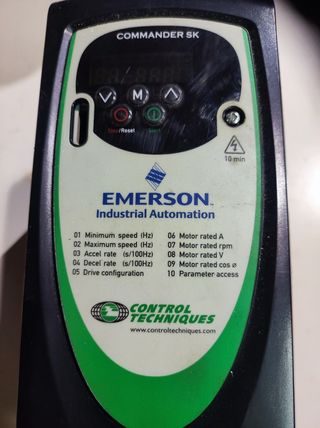 COMMANDER SK
M
Stop/Reset
Start
10 min
EMERSON
Industrial Automation
01 Minimum speed (Hz)
02 Maximum speed (Hz)
03 Accel rate (s/100Hz)
04 Decel rate (s/100Hz)
05 Drive configuration
06 Motor rated A
07 Motor rated rpm
08 Motor rated V
09 Motor rated cos ø
10 Parameter access
CONTROL
TECHNIQUES
www.controltechniques.com